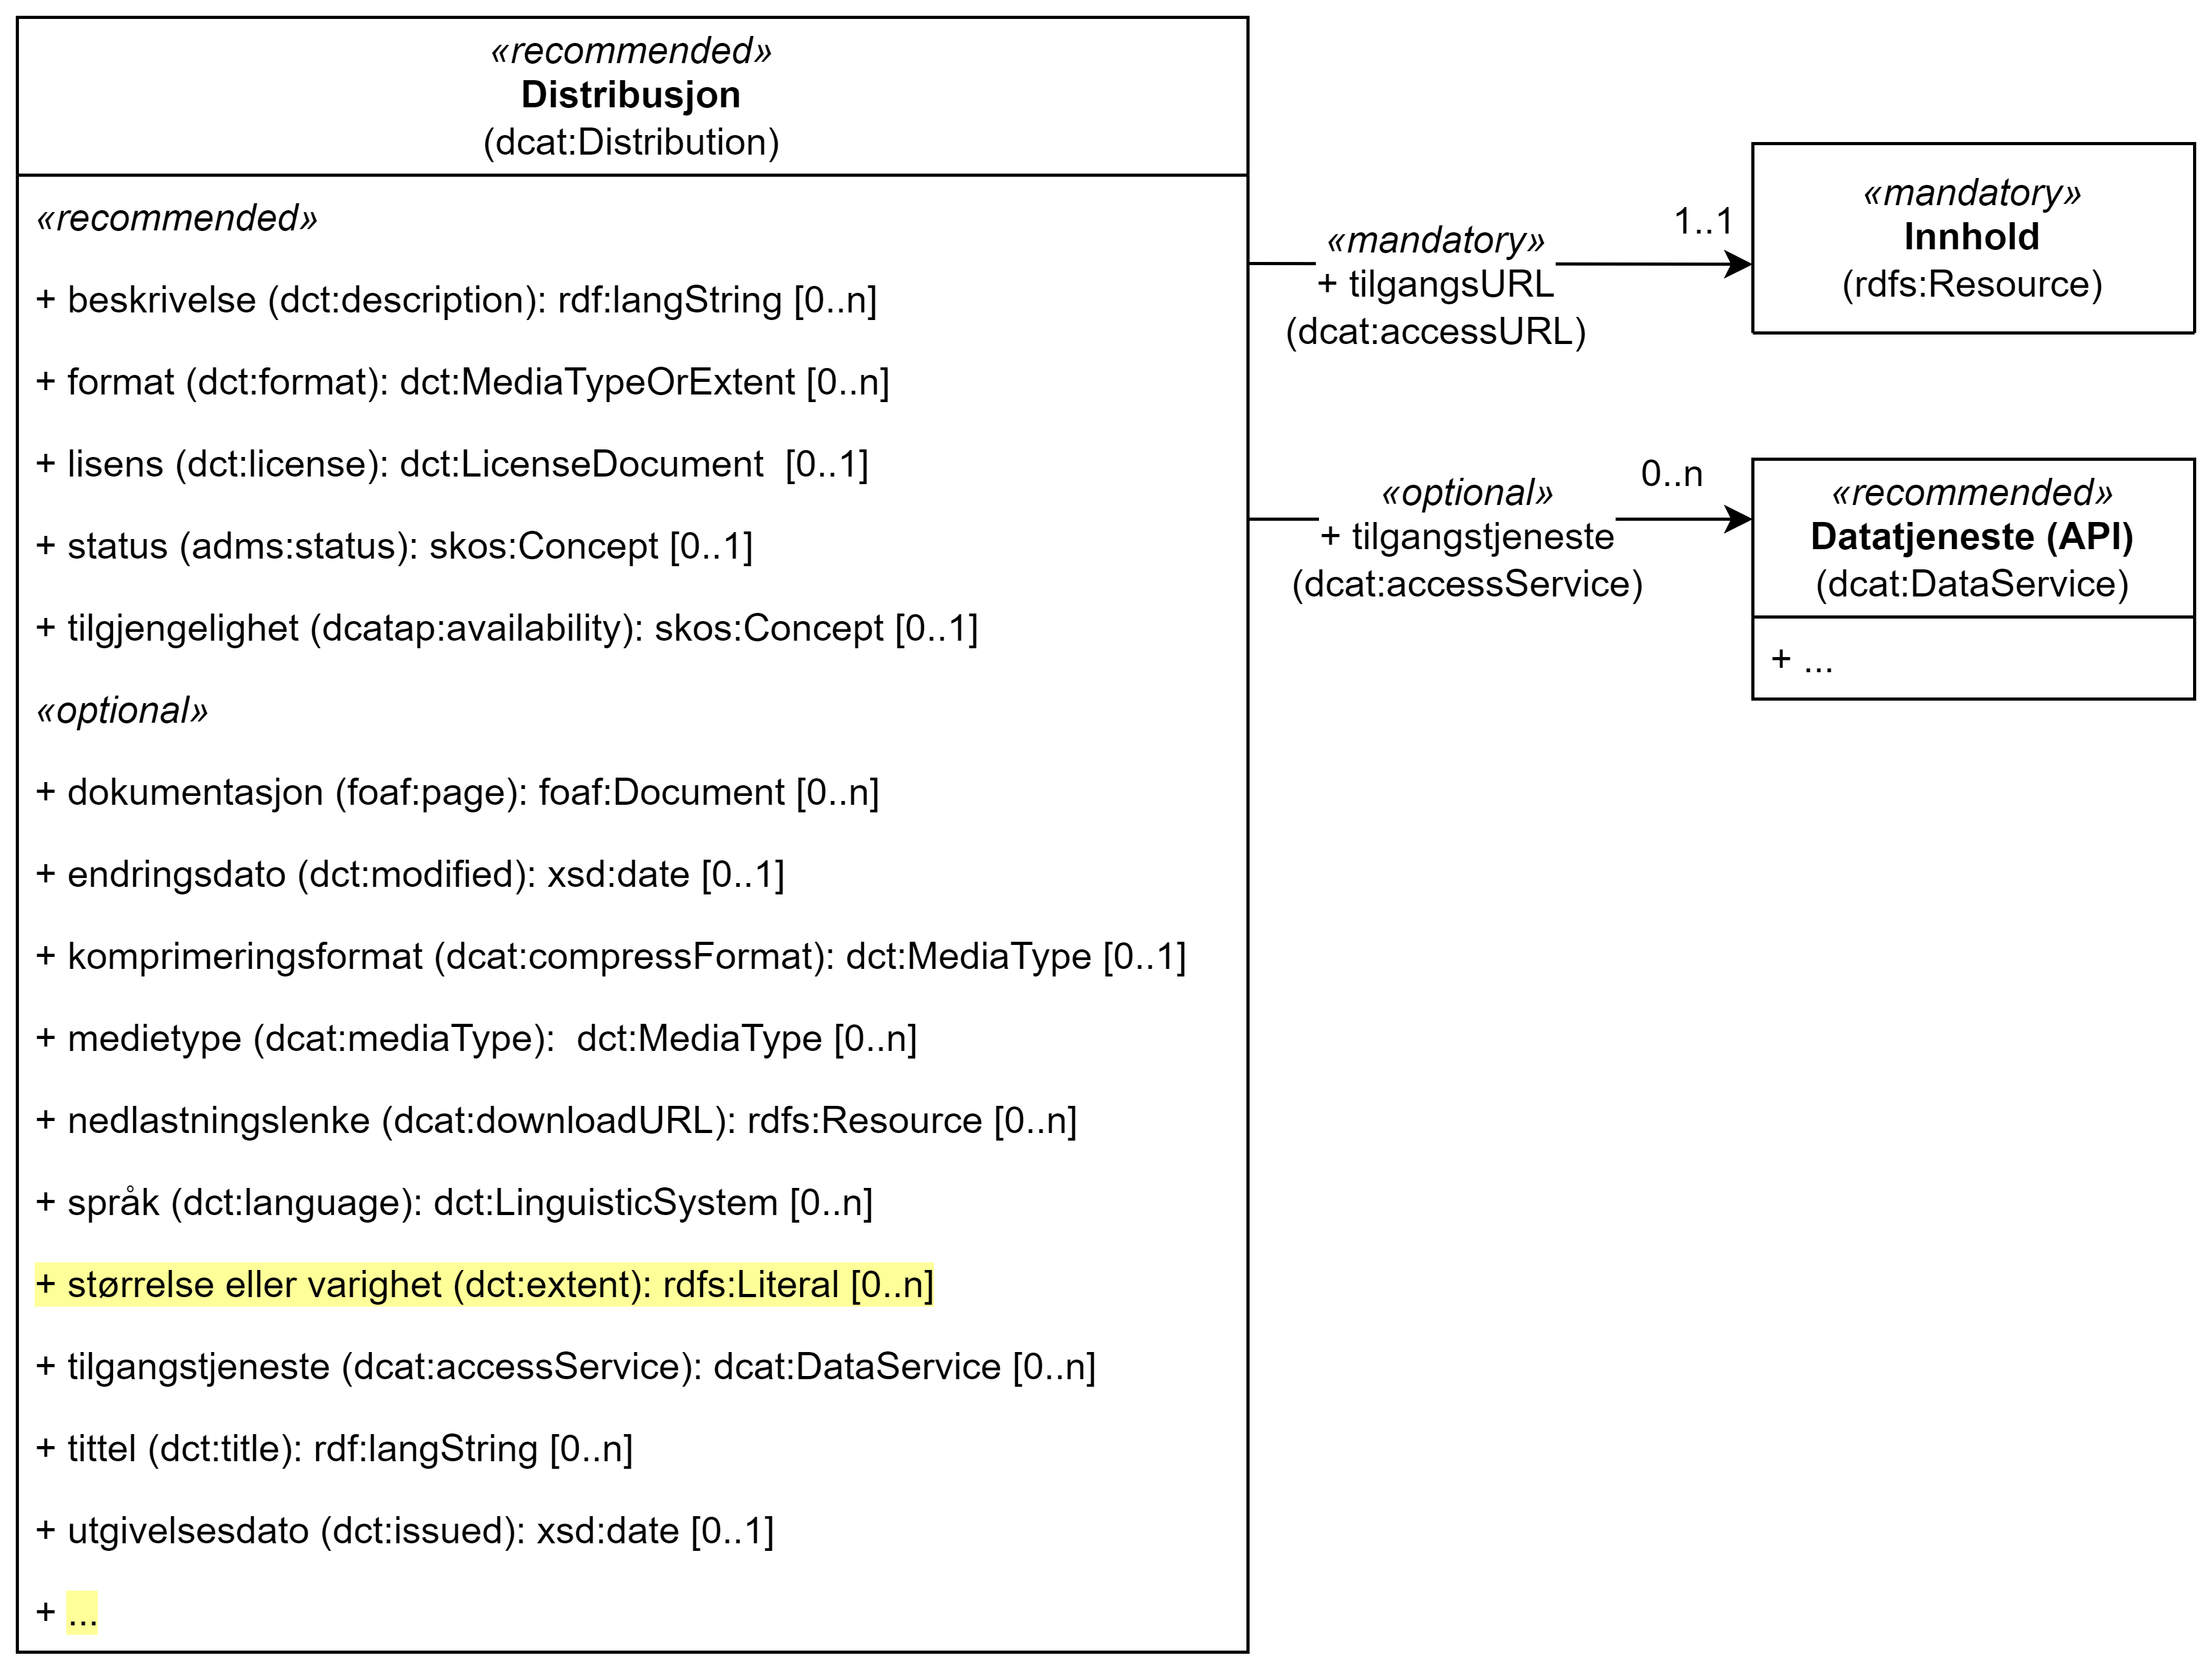 «recommended»
Distribusjon
(dcat:Distribution)
«recommended»
+ beskrivelse (dct:description): rdf:langString [0..n]
+ format (dct:format): dct:MediaTypeOrExtent [0..n]
+ lisens (dct:license): dct:LicenseDocument  [0..1]
+ status (adms:status): skos:Concept [0..1]
+ tilgjengelighet (dcatap:availability): skos:Concept [0..1]
«optional»
+ dokumentasjon (foaf:page): foaf:Document [0..n]
+ endringsdato (dct:modified): xsd:date [0..1]
+ komprimeringsformat (dcat:compressFormat): dct:MediaType [0..1]
+ medietype (dcat:mediaType):  dct:MediaType [0..n]
+ nedlastningslenke (dcat:downloadURL): rdfs:Resource [0..n]
+ språk (dct:language): dct:LinguisticSystem [0..n]
+ størrelse eller varighet (dct:extent): rdfs:Literal [0..n]
+ tilgangstjeneste (dcat:accessService): dcat:DataService [0..n]
+ tittel (dct:title): rdf:langString [0..n]
+ utgivelsesdato (dct:issued): xsd:date [0..1]
+ ...
«mandatory»
+ tilgangsURL
(dcat:accessURL)
1..1
«mandatory»
Innhold
(rdfs:Resource)
«optional»
+ tilgangstjeneste
(dcat:accessService)
0..n
«recommended»
Datatjeneste (API)
(dcat:DataService)
+ ...